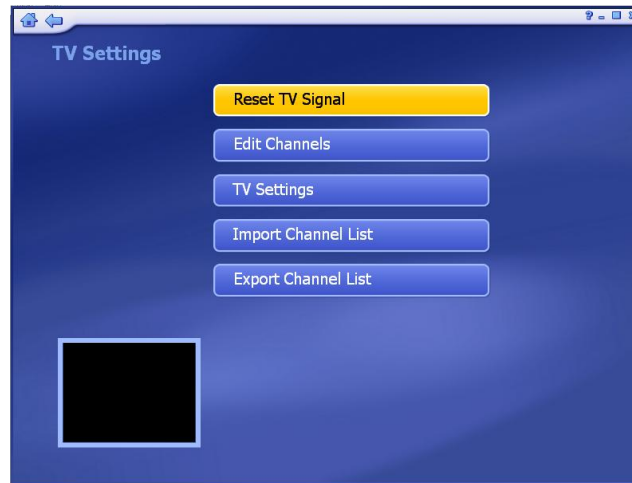 TV Settings
Reset TV Signal
Edit Channels
TV Settings
Import Channel List
Export Channel List